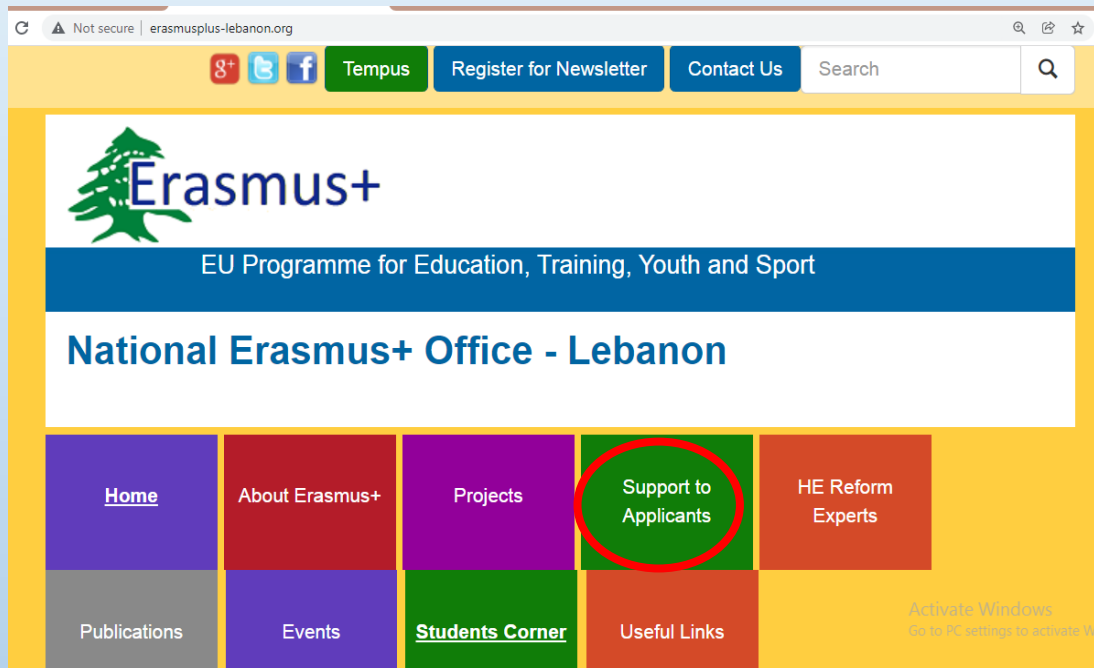 Not secure | erasmusplus-lebanon.org
8+ Tempus Register for Newsletter Contact Us Search
Erasmus+
EU Programme for Education, Training, Youth and Sport
National Erasmus+ Office - Lebanon
Home
About Erasmus+
Projects
Support to
Applicants
HE Reform
Experts
Publications
Events
Students Corner
Useful Links
Activate Windows
Go to PC settings to activate W